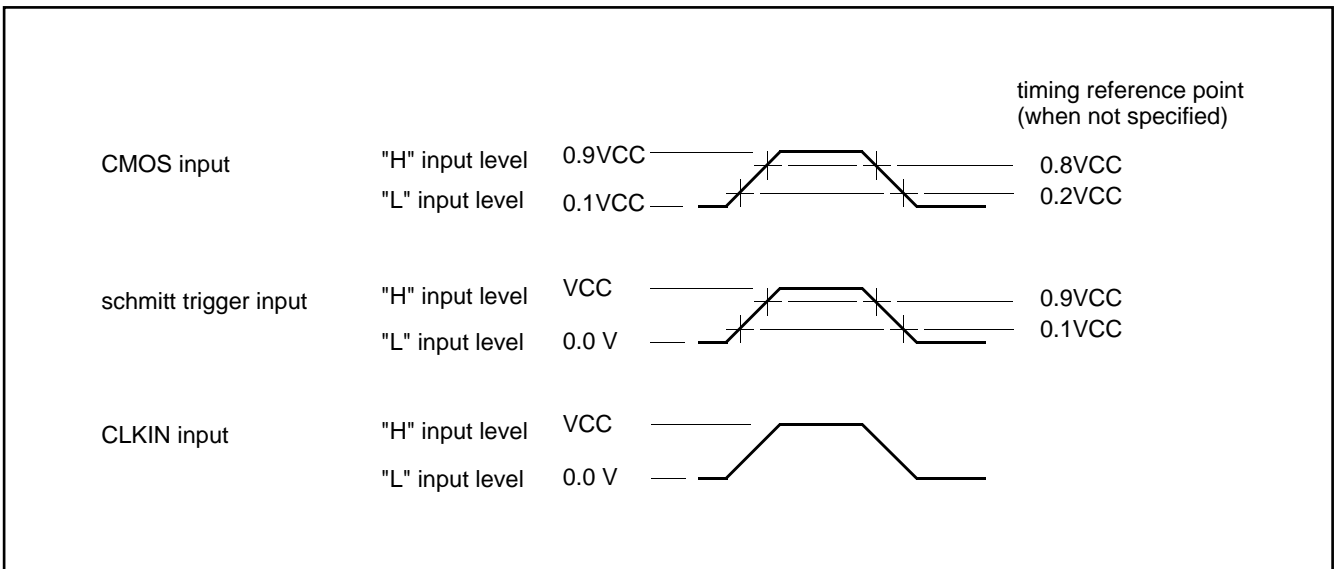 timing reference point
(when not specified)
CMOS input "H" input level 0.9VCC 0.8VCC
"L" input level 0.1VCC 0.2VCC
schmitt trigger input "H" input level VCC 0.9VCC
"L" input level 0.0 V 0.1VCC
CLKIN input "H" input level VCC
"L" input level 0.0 V